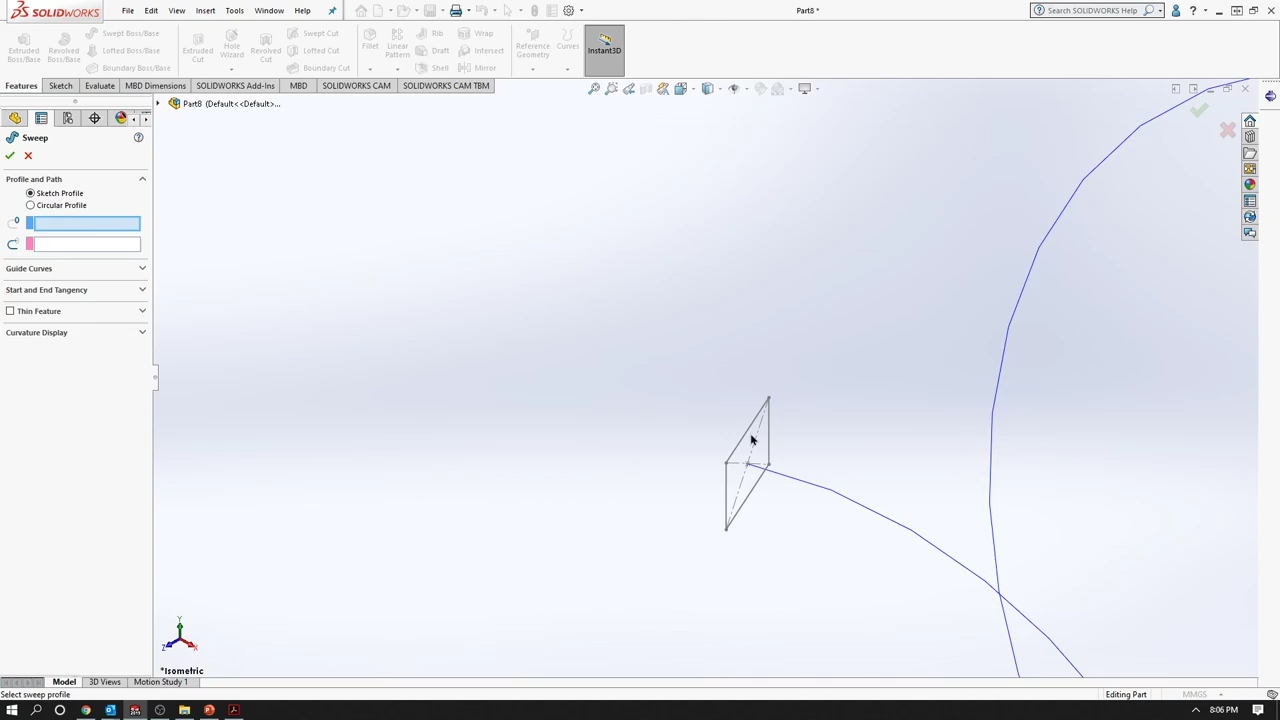 SOLIDWORKS
File Edit View Insert Tools Window Help
Part8 *
Search SOLIDWORKS Help
Extruded Boss/Base
Revolved Boss/Base
Swept Boss/Base
Lofted Boss/Base
Boundary Boss/Base
Extruded Cut
Hole Wizard
Revolved Cut
Swept Cut
Lofted Cut
Boundary Cut
Fillet
Linear Pattern
Rib
Draft
Shell
Wrap
Intersect
Mirror
Reference Geometry
Curves
Instant3D
Features Sketch Evaluate MBD Dimensions SOLIDWORKS Add-Ins MBD SOLIDWORKS CAM SOLIDWORKS CAM TBM
Part8 (Default<<Default>...
Sweep
Profile and Path
Sketch Profile
Circular Profile
Guide Curves
Start and End Tangency
Thin Feature
Curvature Display
Y
Z X
*Isometric
Model 3D Views Motion Study 1
Select sweep profile
Editing Part
MMGS
8:06 PM